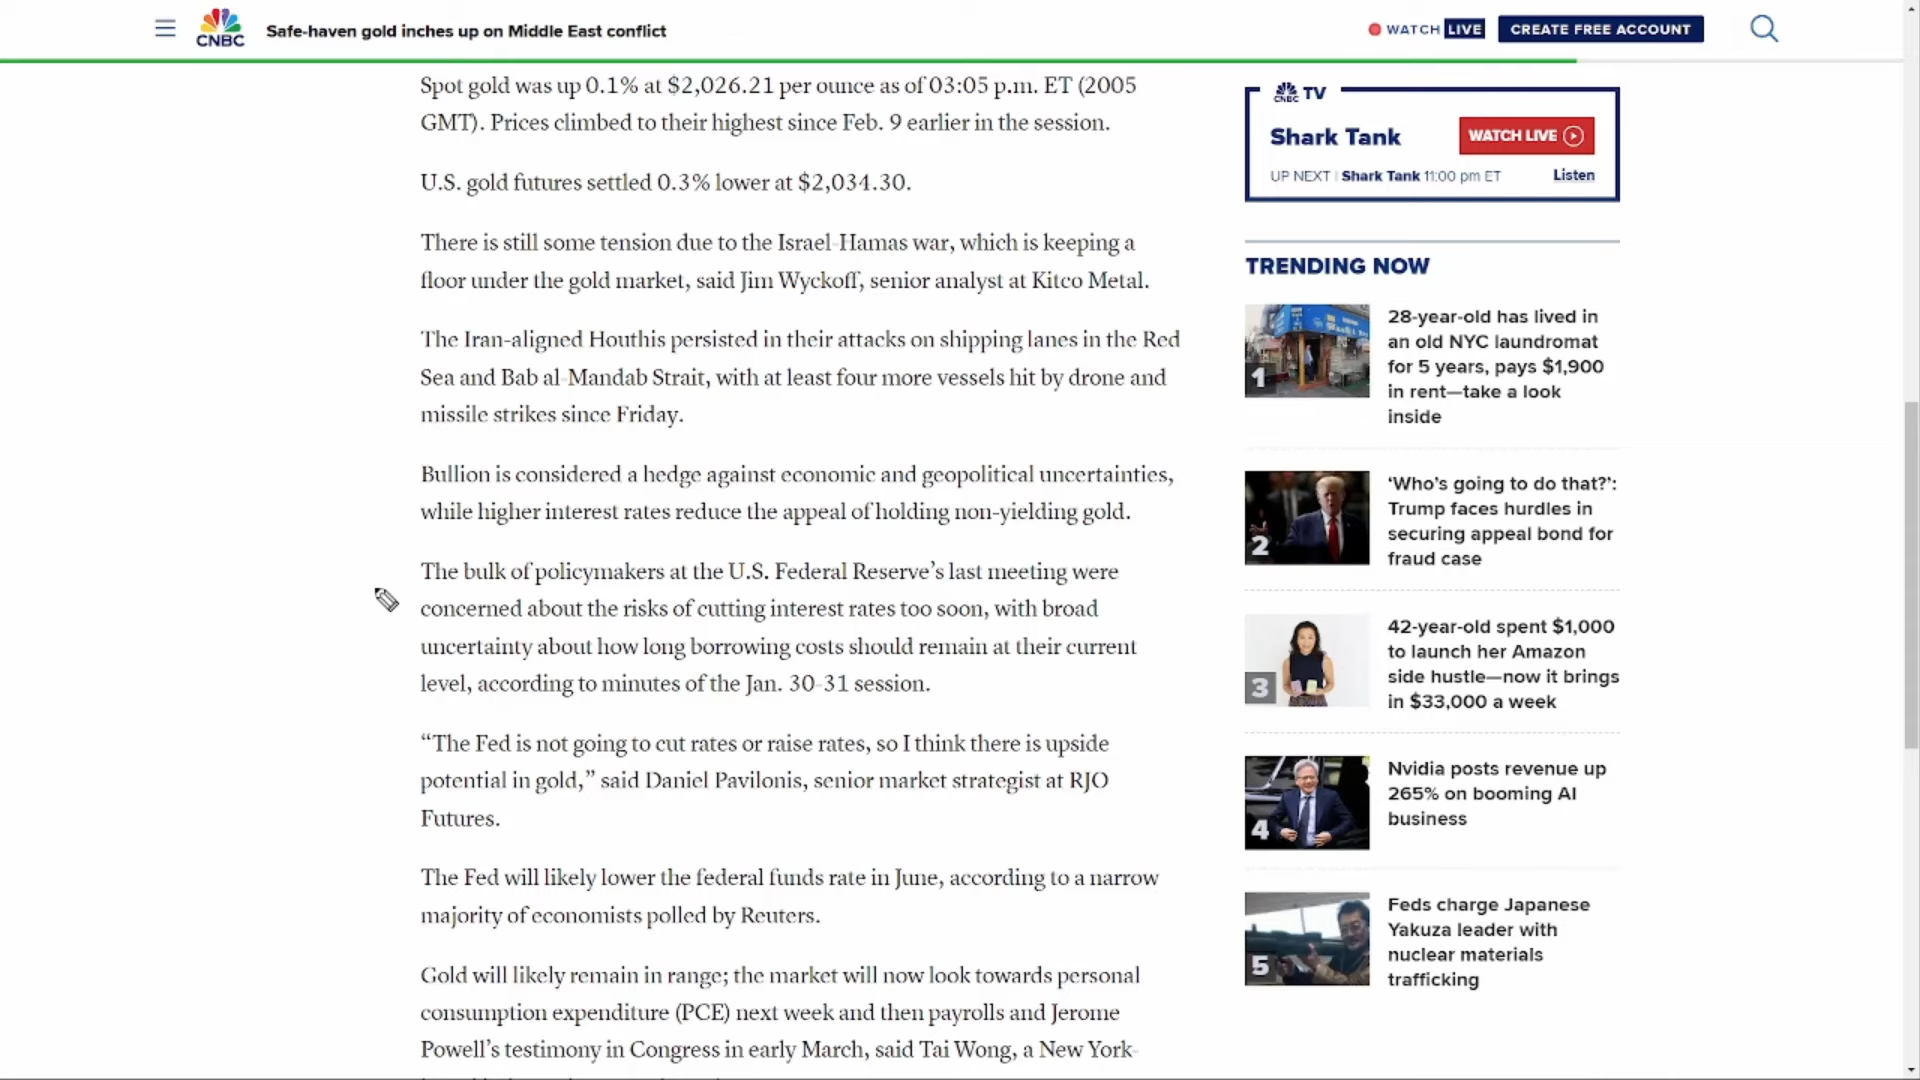 CNBC
Safe-haven gold inches up on Middle East conflict
WATCH LIVE
CREATE FREE ACCOUNT
Spot gold was up 0.1% at $2,026.21 per ounce as of 03:05 p.m. ET (2005
GMT). Prices climbed to their highest since Feb. 9 earlier in the session.
U.S. gold futures settled 0.3% lower at $2,034.30.
There is still some tension due to the Israel-Hamas war, which is keeping a
floor under the gold market, said Jim Wyckoff, senior analyst at Kitco Metal.
The Iran-aligned Houthis persisted in their attacks on shipping lanes in the Red
Sea and Bab al-Mandab Strait, with at least four more vessels hit by drone and
missile strikes since Friday.
Bullion is considered a hedge against economic and geopolitical uncertainties,
while higher interest rates reduce the appeal of holding non-yielding gold.
The bulk of policymakers at the U.S. Federal Reserve’s last meeting were
concerned about the risks of cutting interest rates too soon, with broad
uncertainty about how long borrowing costs should remain at their current
level, according to minutes of the Jan. 30-31 session.
“The Fed is not going to cut rates or raise rates, so I think there is upside
potential in gold,” said Daniel Pavilonis, senior market strategist at RJO
Futures.
The Fed will likely lower the federal funds rate in June, according to a narrow
majority of economists polled by Reuters.
Gold will likely remain in range; the market will now look towards personal
consumption expenditure (PCE) next week and then payrolls and Jerome
Powell’s testimony in Congress in early March, said Tai Wong, a New York-
CNBC TV
Shark Tank
WATCH LIVE
UP NEXT | Shark Tank 11:00 pm ET
Listen
TRENDING NOW
1
28-year-old has lived in
an old NYC laundromat
for 5 years, pays $1,900
in rent—take a look
inside
2
‘Who’s going to do that?’:
Trump faces hurdles in
securing appeal bond for
fraud case
3
42-year-old spent $1,000
to launch her Amazon
side hustle—now it brings
in $33,000 a week
4
Nvidia posts revenue up
265% on booming AI
business
5
Feds charge Japanese
Yakuza leader with
nuclear materials
trafficking